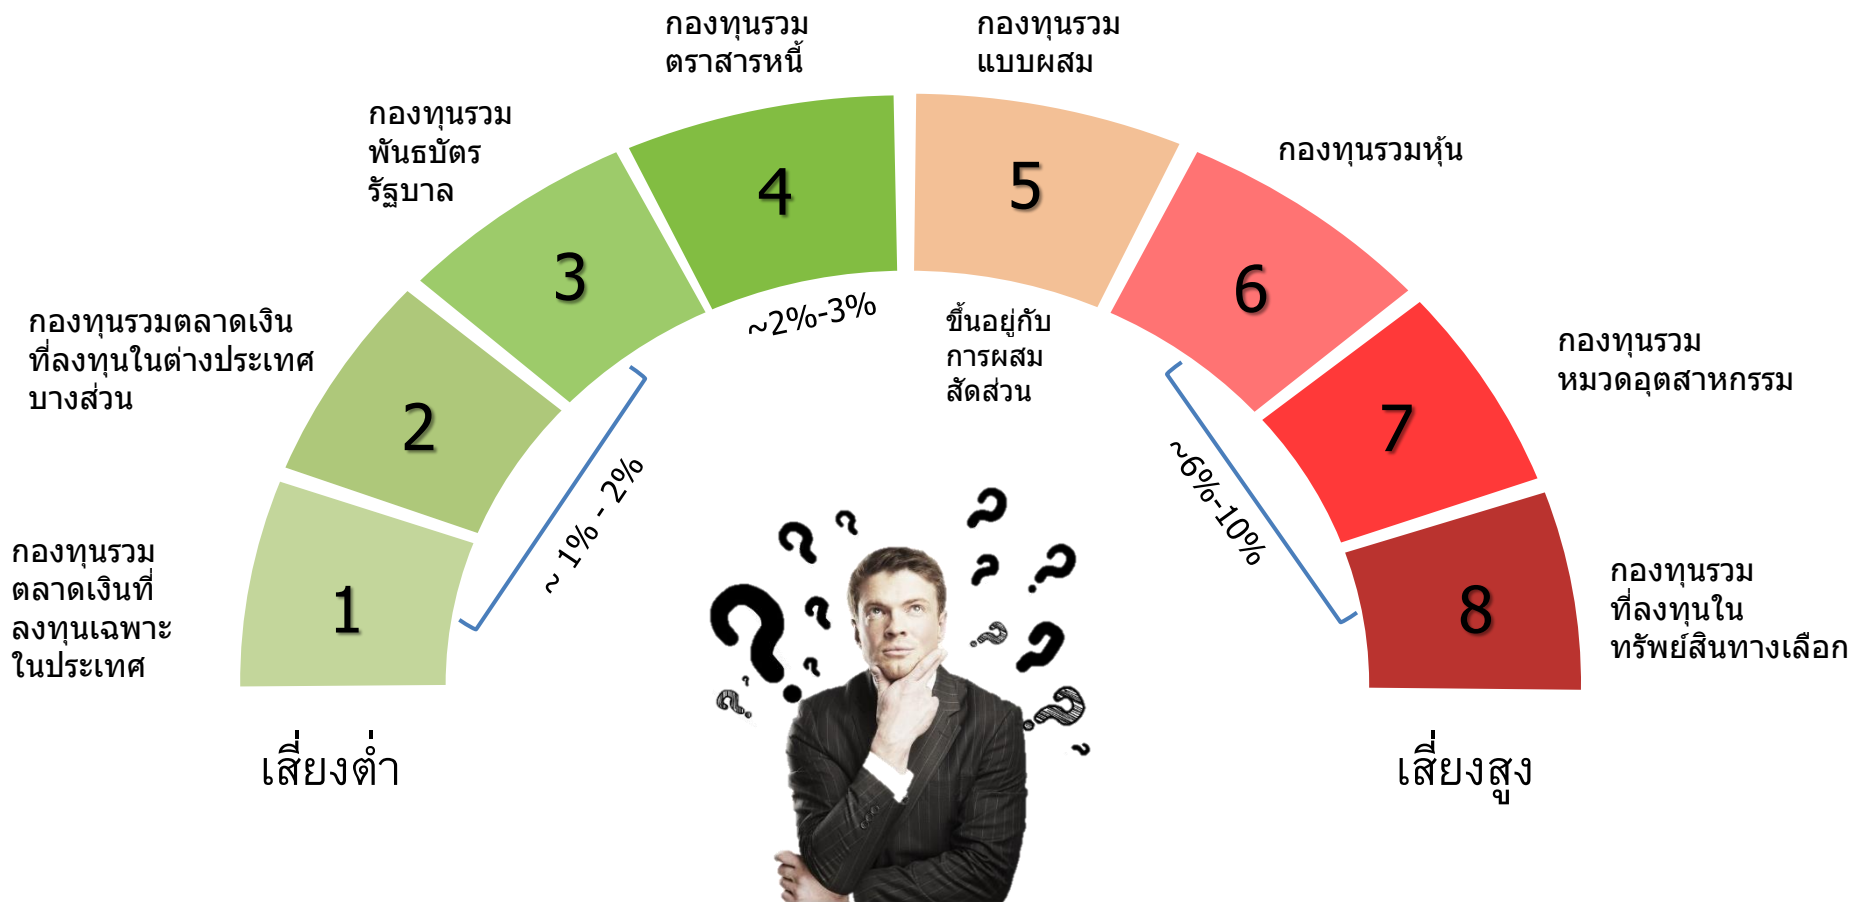 กองทุนรวม
ตลาดเงินที่
ลงทุนเฉพาะ
ในประเทศ
1
กองทุนรวมตลาดเงิน
ที่ลงทุนในต่างประเทศ
บางส่วน
2
กองทุนรวม
พันธบัตร
รัฐบาล
3
~ 1% - 2%
กองทุนรวม
ตราสารหนี้
4
~2%-3%
กองทุนรวม
แบบผสม
5
ขึ้นอยู่กับ
การผสม
สัดส่วน
กองทุนรวมหุ้น
6
กองทุนรวม
หมวดอุตสาหกรรม
7
~6%-10%
กองทุนรวม
ที่ลงทุนใน
ทรัพย์สินทางเลือก
8
เสี่ยงต่ำ
เสี่ยงสูง